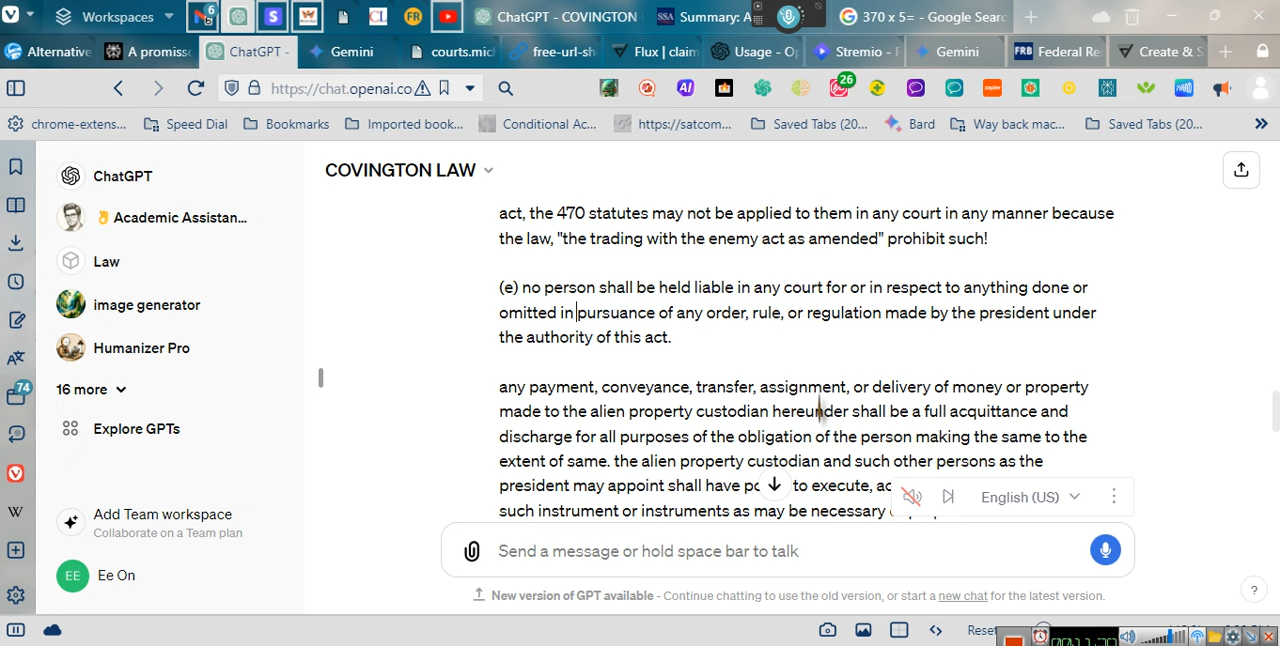 Workspaces
6
ChatGPT - COVINGTON
Summary: A
370 x 5= - Google Searc
Alternative
A promissc
ChatGPT -
Gemini
courts.mic
free-url-sh
Flux | claim
Usage - Op
Stremio - F
Gemini
FRB
Federal Re
Create & S
https://chat.openai.co
26
chrome-extens...
Speed Dial
Bookmarks
Imported book...
Conditional Ac...
https://satcom...
Saved Tabs (20...
Bard
Way back mac...
Saved Tabs (20...
ChatGPT
Academic Assistan...
Law
image generator
Humanizer Pro
16 more
Explore GPTs
Add Team workspace
Collaborate on a Team plan
EE
Ee On
74
COVINGTON LAW
act, the 470 statutes may not be applied to them in any court in any manner because
the law, "the trading with the enemy act as amended" prohibit such!
(e) no person shall be held liable in any court for or in respect to anything done or
omitted in pursuance of any order, rule, or regulation made by the president under
the authority of this act.
any payment, conveyance, transfer, assignment, or delivery of money or property
made to the alien property custodian hereunder shall be a full acquittance and
discharge for all purposes of the obligation of the person making the same to the
extent of same. the alien property custodian and such other persons as the
president may appoint shall have to execute,
such instrument or instruments as may be necessary
English (US)
Send a message or hold space bar to talk
New version of GPT available - Continue chatting to use the old version, or start a new chat for the latest version.
?
Reset